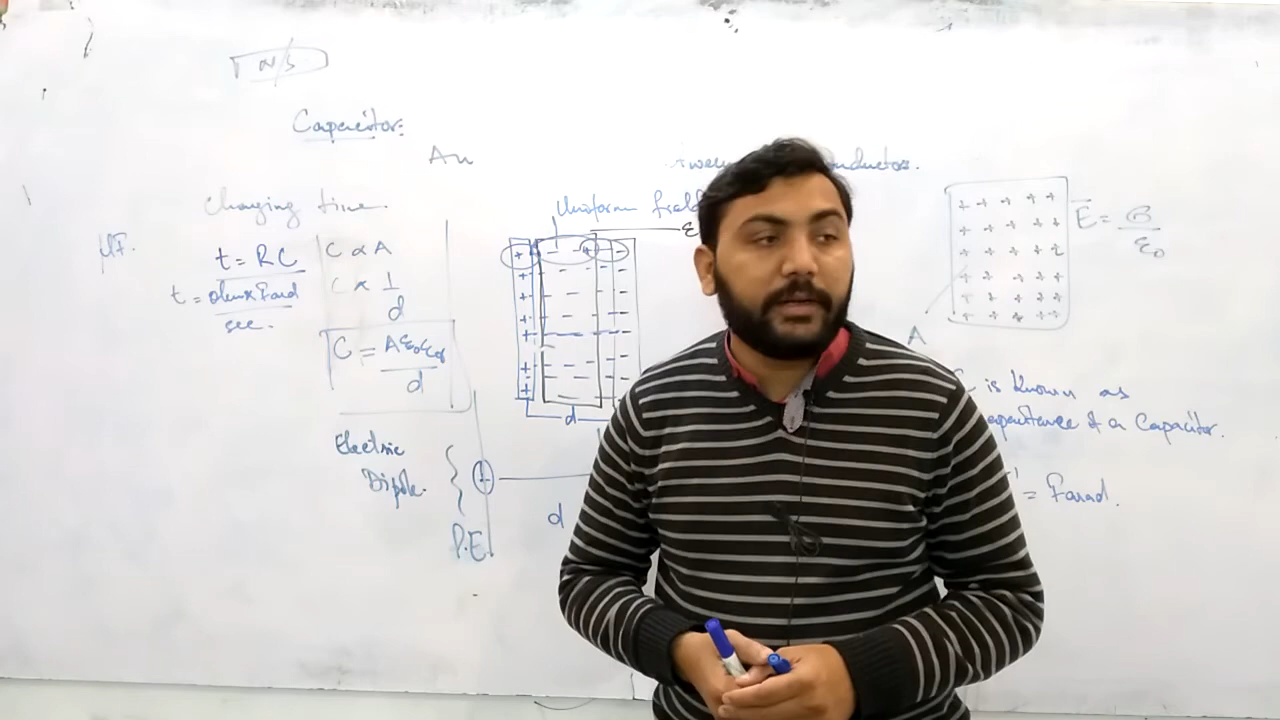 N/S
Capacitor:
An
conductors.
Charging time.
Uniform field
μF.
t = RC
C ∝ A
E = σ/ε₀
t = ohm x Farad
sec.
C ∝ 1/d
A
C = Aε₀εᵣ/d
d
C is known as
capacitance of a Capacitor.
Electric
Dipole.
= Farad.
d
P.E